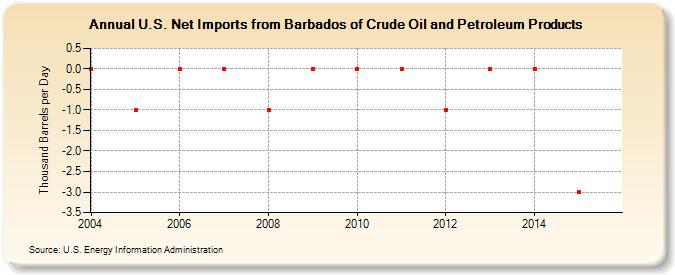 Annual U.S. Net Imports from Barbados of Crude Oil and Petroleum Products
Thousand Barrels per Day
0.5
0.0
-0.5
-1.0
-1.5
-2.0
-2.5
-3.0
-3.5
2004 2006 2008 2010 2012 2014
Source: U.S. Energy Information Administration